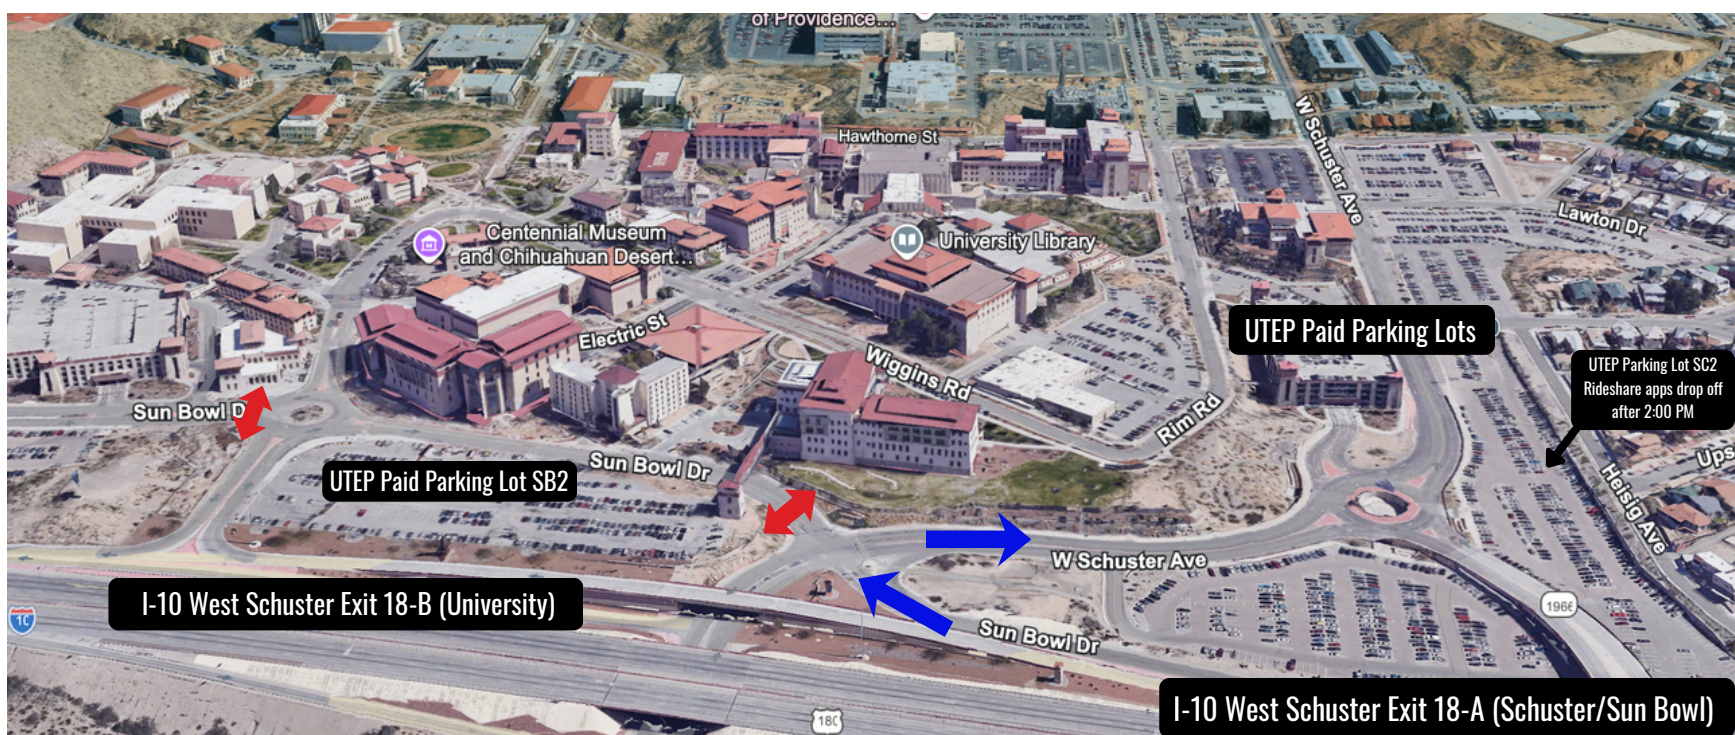 of Providence...
Hawthorne St
W Schuster Ave
Lawton Dr
Centennial Museum
and Chihuahuan Desert...
University Library
Electric St
UTEP Paid Parking Lots
UTEP Parking Lot SC2
Rideshare apps drop off
after 2:00 PM
Wiggins Rd
Rim Rd
Sun Bowl D
Sun Bowl Dr
UTEP Paid Parking Lot SB2
Ups
Heisig Ave
W Schuster Ave
I-10 West Schuster Exit 18-B (University)
10
196
Sun Bowl Dr
180
I-10 West Schuster Exit 18-A (Schuster/Sun Bowl)